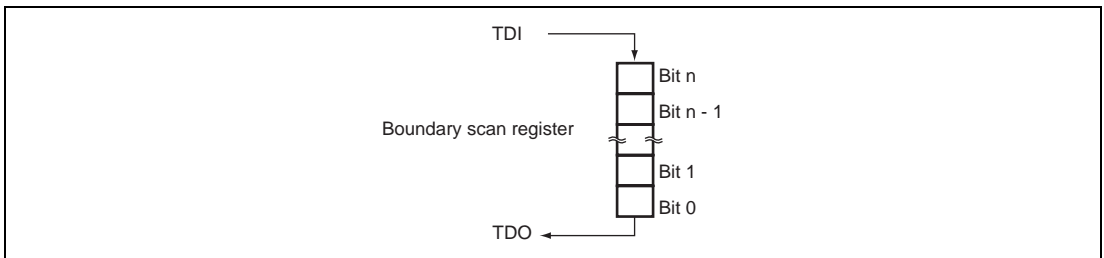 TDI
Bit n
Bit n - 1
Boundary scan register
Bit 1
Bit 0
TDO